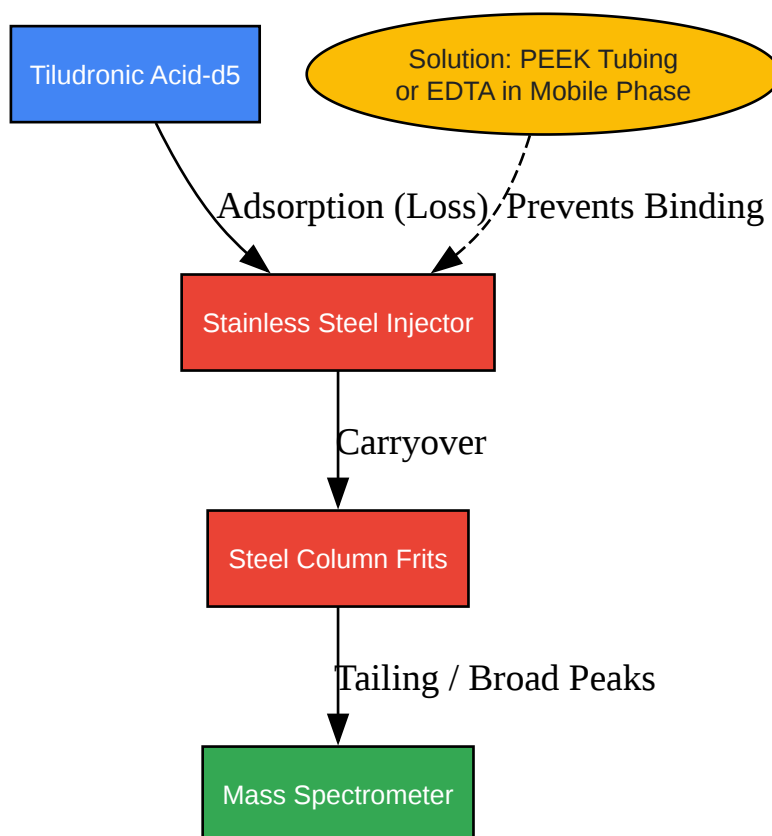 Tiludronic Acid-d5
Solution: PEEK Tubing
or EDTA in Mobile Phase
Adsorption (Loss)
Prevents Binding
Stainless Steel Injector
Carryover
Steel Column Frits
Tailing / Broad Peaks
Mass Spectrometer